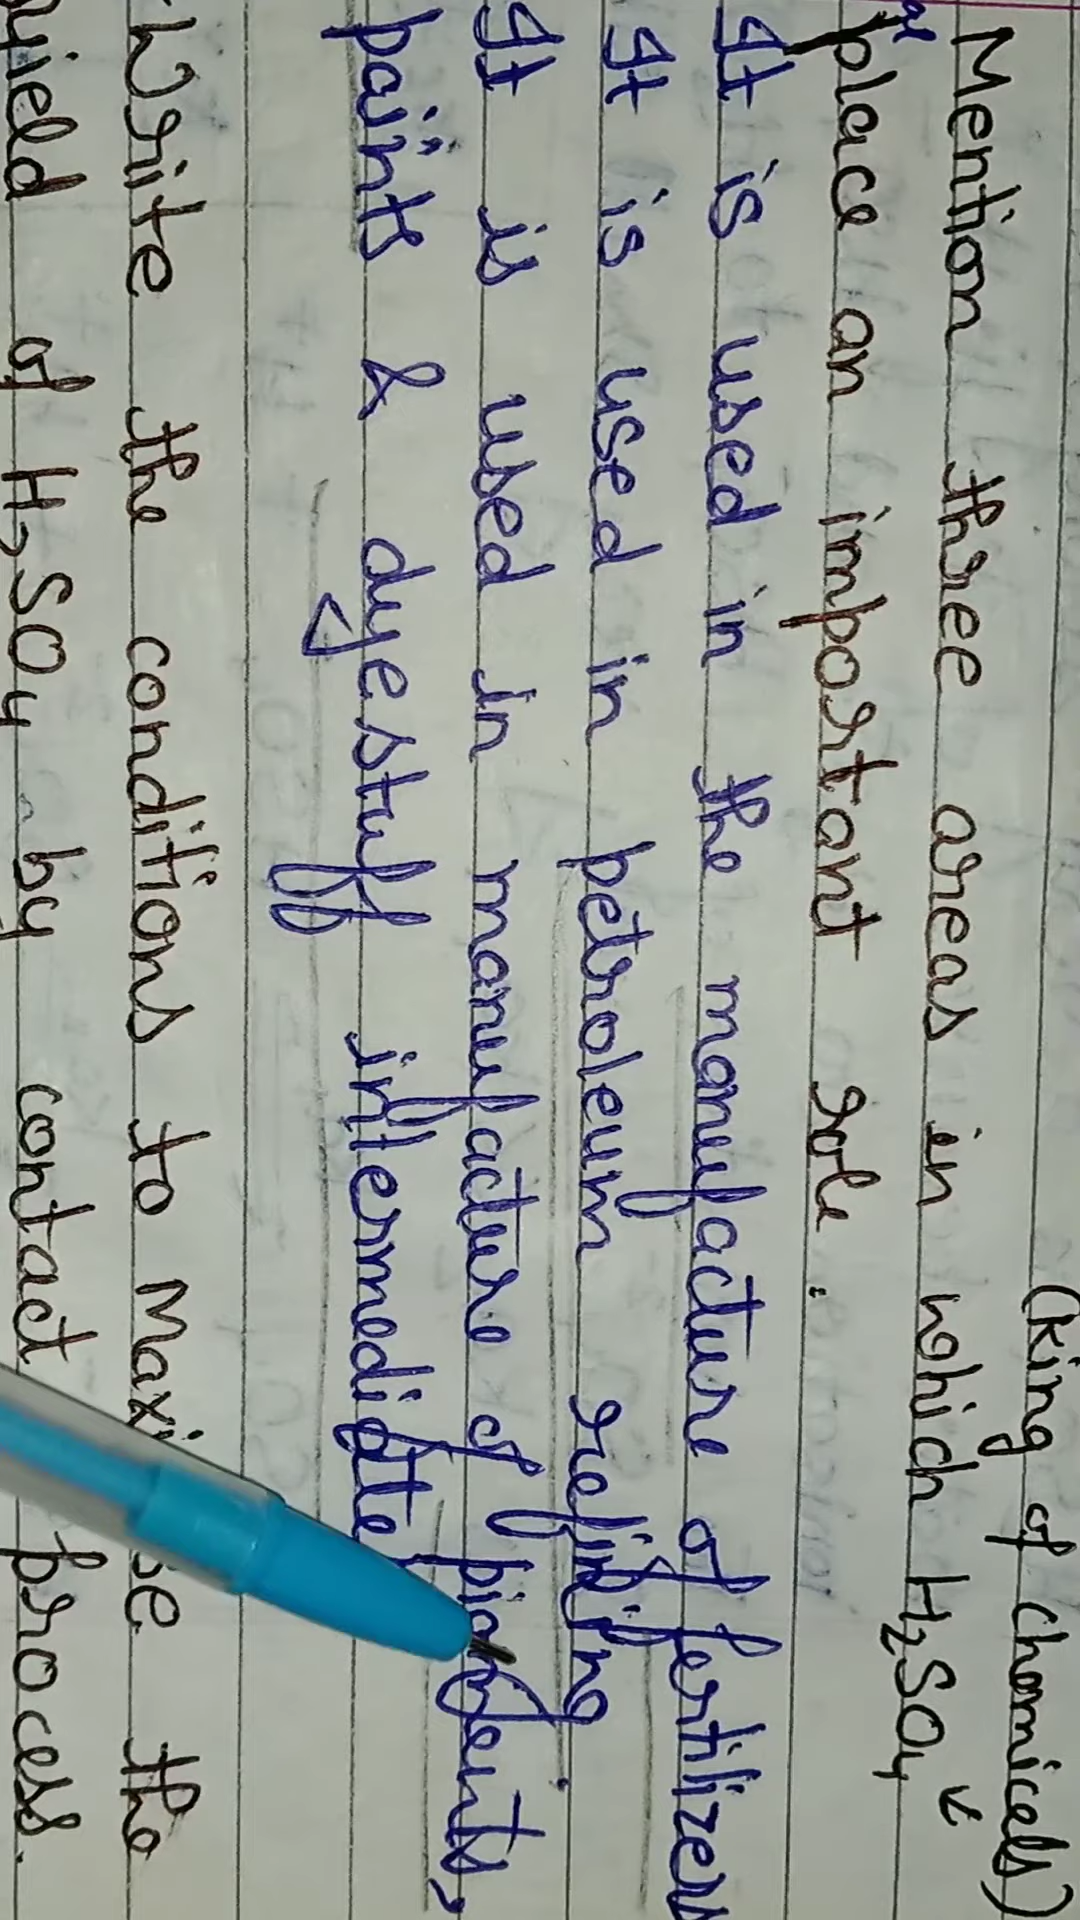 (King of chemicals)
Mention three areas in which H₂SO₄ ↙
place an important role.
It is used in the manufacture of fertilizers
It is used in petroleum refining
It is used in manufacture of pigments,
paints & dyestuff intermediate
Write the conditions to the
yield of H₂SO₄ by contact process.